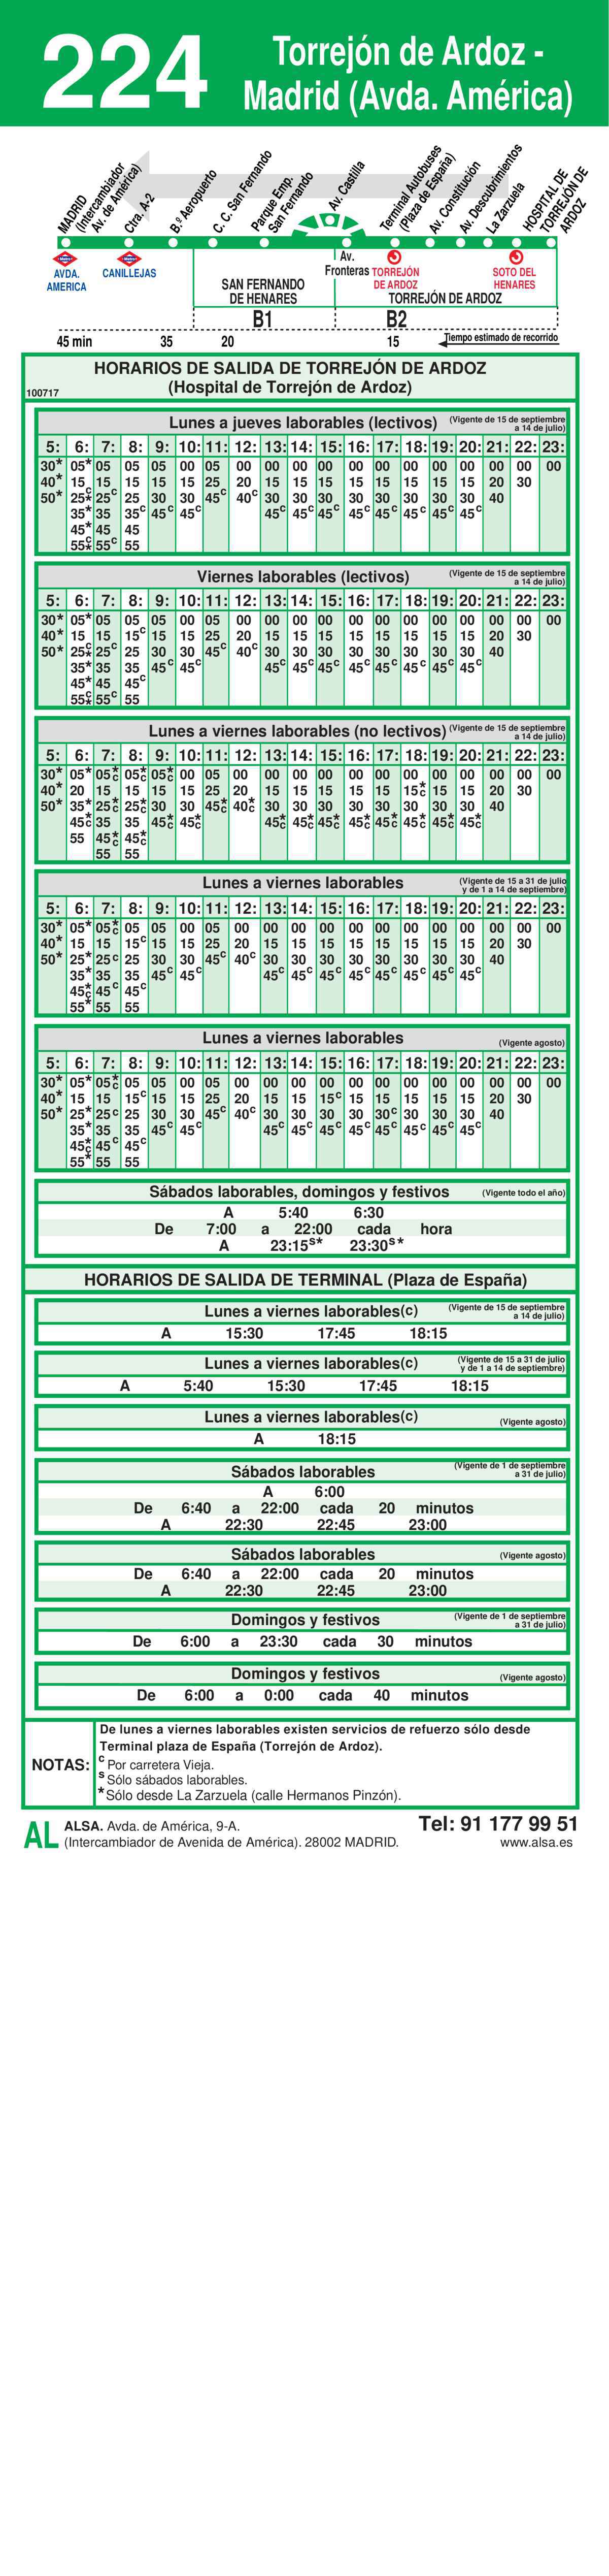 224
Torrejón de Ardoz -
Madrid (Avda. América)
MADRID
(Intercambiador
Av. de América)
Ctra. A-2
B.º Aeropuerto
C. C. San Fernando
Parque Emp.
San Fernando
Av. Castilla
Terminal Autobuses
(Plaza de España)
Av. Constitución
Av. Descubrimientos
La Zarzuela
HOSPITAL DE
TORREJÓN DE
ARDOZ
AVDA.
AMERICA
CANILLEJAS
SAN FERNANDO
DE HENARES
Av.
Fronteras
TORREJÓN
DE ARDOZ
SOTO DEL
HENARES
TORREJÓN DE ARDOZ
B1
B2
45 min 35 20 15 Tiempo estimado de recorrido
HORARIOS DE SALIDA DE TORREJÓN DE ARDOZ
(Hospital de Torrejón de Ardoz)
100717
Lunes a jueves laborables (lectivos) (Vigente de 15 de septiembre
a 14 de julio)
5: 6: 7: 8: 9: 10: 11: 12: 13: 14: 15: 16: 17: 18: 19: 20: 21: 22: 23:
30* 05* 05 05 05 00 05 00 00 00 00 00 00 00 00 00 00 00 00
40* 15 15 15 15 15 25 20 15 15 15 15 15 15 15 15 20 30
50* 25*c 25c 25 30 30 45c 40c 30 30 30 30 30 30 30 30 40
35* 35 35c 45c 45c 45c 45c 45c 45c 45c 45c 45c 45c
45* 45 45
55*c 55c 55
Viernes laborables (lectivos) (Vigente de 15 de septiembre
a 14 de julio)
5: 6: 7: 8: 9: 10: 11: 12: 13: 14: 15: 16: 17: 18: 19: 20: 21: 22: 23:
30* 05* 05 05 05 00 05 00 00 00 00 00 00 00 00 00 00 00 00
40* 15 15 15c 15 15 25 20 15 15 15 15 15 15 15 15 20 30
50* 25*c 25c 25 30 30 45c 40c 30 30 30 30 30 30 30 30 40
35* 35 35 45c 45c 45c 45c 45c 45c 45c 45c 45c 45c
45* 45 45c
55*c 55c 55
Lunes a viernes laborables (no lectivos) (Vigente de 15 de septiembre
a 14 de julio)
5: 6: 7: 8: 9: 10: 11: 12: 13: 14: 15: 16: 17: 18: 19: 20: 21: 22: 23:
30* 05* 05*c 05*c 05*c 00 05 00 00 00 00 00 00 00 00 00 00 00 00
40* 20 15 15 15 15 25 20 15 15 15 15 15 15*c 15 15 20 30
50* 35* 25*c 25*c 30 30 45*c 40*c 30 30 30 30 30 30 30 30 40
45*c 35 35 45*c 45*c 45*c 45*c 45*c 45*c 45*c 45*c 45*c 45*c
55 45*c 45*c
55 55
Lunes a viernes laborables (Vigente de 15 a 31 de julio
y de 1 a 14 de septiembre)
5: 6: 7: 8: 9: 10: 11: 12: 13: 14: 15: 16: 17: 18: 19: 20: 21: 22: 23:
30* 05* 05*c 05 05 00 05 00 00 00 00 00 00 00 00 00 00 00 00
40* 15 15 15c 15 15 25 20 15 15 15 15 15 15 15 15 20 30
50* 25* 25c 25 30 30 45c 40c 30 30 30 30 30 30 30 30 40
35* 35 35 45c 45c 45c 45c 45c 45c 45c 45c 45c 45c
45*c 45c 45c
55* 55 55
Lunes a viernes laborables (Vigente agosto)
5: 6: 7: 8: 9: 10: 11: 12: 13: 14: 15: 16: 17: 18: 19: 20: 21: 22: 23:
30* 05* 05*c 05 05 00 05 00 00 00 00 00 00 00 00 00 00 00 00
40* 15 15 15c 15 15 25 20 15 15 15c 15 15 15 15 15 20 30
50* 25* 25c 25 30 30 45c 40c 30 30 30 30 30c 30 30 30 40
35* 35 35 45c 45c 45c 45c 45c 45c 45c 45c 45c 45c
45*c 45c 45c
55* 55 55
Sábados laborables, domingos y festivos (Vigente todo el año)
A 5:40 6:30
De 7:00 a 22:00 cada hora
A 23:15s* 23:30s*
HORARIOS DE SALIDA DE TERMINAL (Plaza de España)
Lunes a viernes laborables(c) (Vigente de 15 de septiembre
a 14 de julio)
A 15:30 17:45 18:15
Lunes a viernes laborables(c) (Vigente de 15 a 31 de julio
y de 1 a 14 de septiembre)
A 5:40 15:30 17:45 18:15
Lunes a viernes laborables(c) (Vigente agosto)
A 18:15
Sábados laborables (Vigente de 1 de septiembre
a 31 de julio)
A 6:00
De 6:40 a 22:00 cada 20 minutos
A 22:30 22:45 23:00
Sábados laborables (Vigente agosto)
De 6:40 a 22:00 cada 20 minutos
A 22:30 22:45 23:00
Domingos y festivos (Vigente de 1 de septiembre
a 31 de julio)
De 6:00 a 23:30 cada 30 minutos
Domingos y festivos (Vigente agosto)
De 6:00 a 0:00 cada 40 minutos
NOTAS:
De lunes a viernes laborables existen servicios de refuerzo sólo desde
Terminal plaza de España (Torrejón de Ardoz).
c Por carretera Vieja.
s Sólo sábados laborables.
* Sólo desde La Zarzuela (calle Hermanos Pinzón).
AL ALSA. Avda. de América, 9-A.
(Intercambiador de Avenida de América). 28002 MADRID.
Tel: 91 177 99 51
www.alsa.es